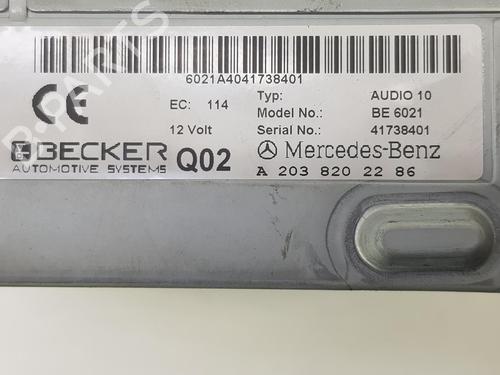 6021A4041738401
CE
EC: 114
Typ: AUDIO 10
Model No.: BE 6021
12 Volt
Serial No.: 41738401
BECKER
AUTOMOTIVE SYSTEMS
Q02
Mercedes-Benz
A 203 820 22 86
B-PARTS